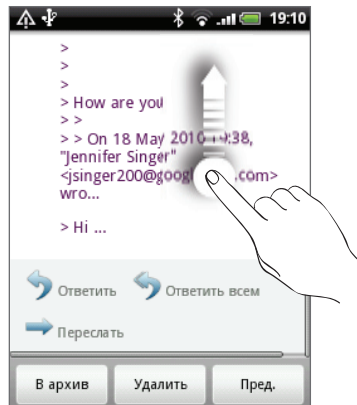 19:10
>
>
>
> How are you
> >
> > On 18 May 2010 19:38,
"Jennifer Singer"
<jsinger200@goog .com>
wro...
> Hi ...
Ответить Ответить всем
Переслать
В архив Удалить Пред.